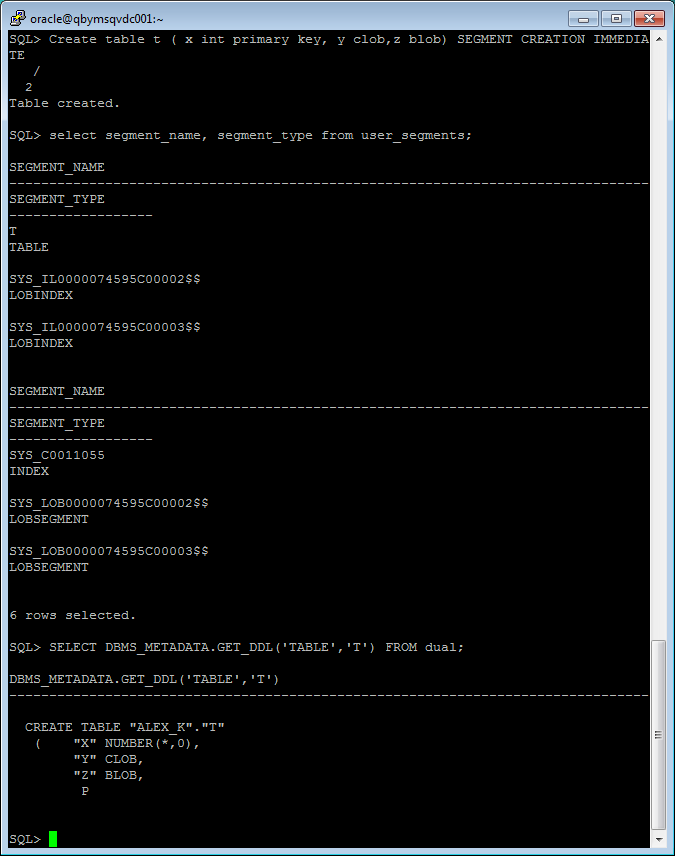 oracle@qbymsqvdc001:~
SQL> Create table t ( x int primary key, y clob,z blob) SEGMENT CREATION IMMEDIA
TE
   /
  2
Table created.

SQL> select segment_name, segment_type from user_segments;

SEGMENT_NAME
--------------------------------------------------------------------------------
SEGMENT_TYPE
------------------
T
TABLE

SYS_IL0000074595C00002$$
LOBINDEX

SYS_IL0000074595C00003$$
LOBINDEX


SEGMENT_NAME
--------------------------------------------------------------------------------
SEGMENT_TYPE
------------------
SYS_C0011055
INDEX

SYS_LOB0000074595C00002$$
LOBSEGMENT

SYS_LOB0000074595C00003$$
LOBSEGMENT


6 rows selected.

SQL> SELECT DBMS_METADATA.GET_DDL('TABLE','T') FROM dual;

DBMS_METADATA.GET_DDL('TABLE','T')
--------------------------------------------------------------------------------

  CREATE TABLE "ALEX_K"."T"
   (    "X" NUMBER(*,0),
        "Y" CLOB,
        "Z" BLOB,
         P


SQL>